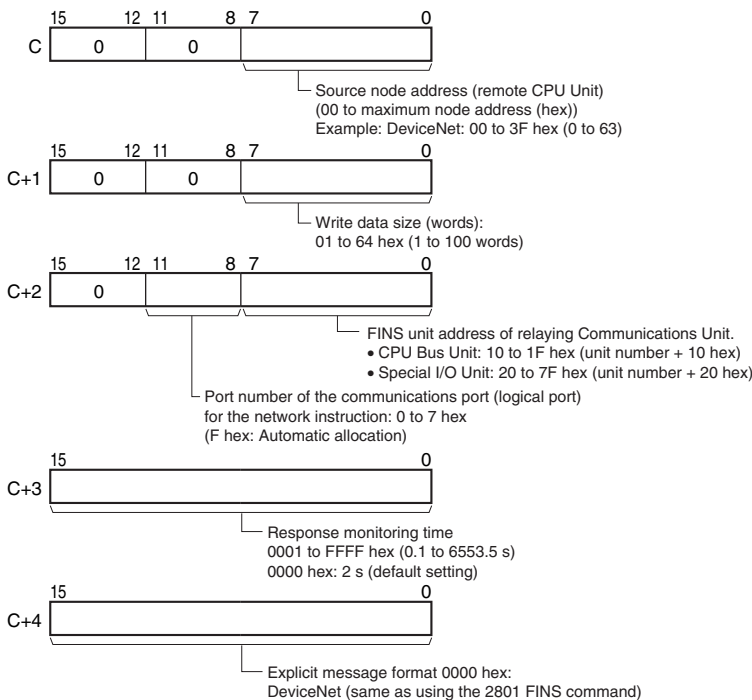 15 12 11 8 7 0
C 0 0
Source node address (remote CPU Unit)
(00 to maximum node address (hex))
Example: DeviceNet: 00 to 3F hex (0 to 63)
15 12 11 8 7 0
C+1 0 0
Write data size (words):
01 to 64 hex (1 to 100 words)
15 12 11 8 7 0
C+2 0
FINS unit address of relaying Communications Unit.
• CPU Bus Unit: 10 to 1F hex (unit number + 10 hex)
• Special I/O Unit: 20 to 7F hex (unit number + 20 hex)
Port number of the communications port (logical port)
for the network instruction: 0 to 7 hex
(F hex: Automatic allocation)
15 0
C+3
Response monitoring time
0001 to FFFF hex (0.1 to 6553.5 s)
0000 hex: 2 s (default setting)
15 0
C+4
Explicit message format 0000 hex:
DeviceNet (same as using the 2801 FINS command)